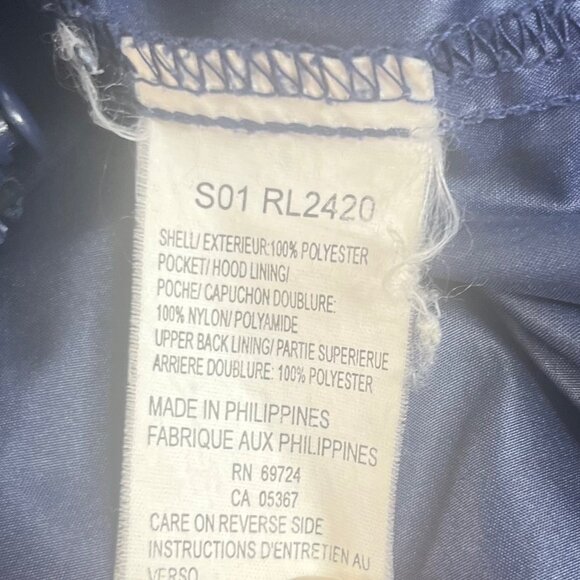 S01 RL2420
SHELL/ EXTERIEUR:100% POLYESTER
POCKET/ HOOD LINING/
POCHE/ CAPUCHON DOUBLURE:
100% NYLON/ POLYAMIDE
UPPER BACK LINING/ PARTIE SUPERIERUE
ARRIERE DOUBLURE: 100% POLYESTER
MADE IN PHILIPPINES
FABRIQUE AUX PHILIPPINES
RN 69724
CA 05367
CARE ON REVERSE SIDE
INSTRUCTIONS D'ENTRETIEN AU
VERSO